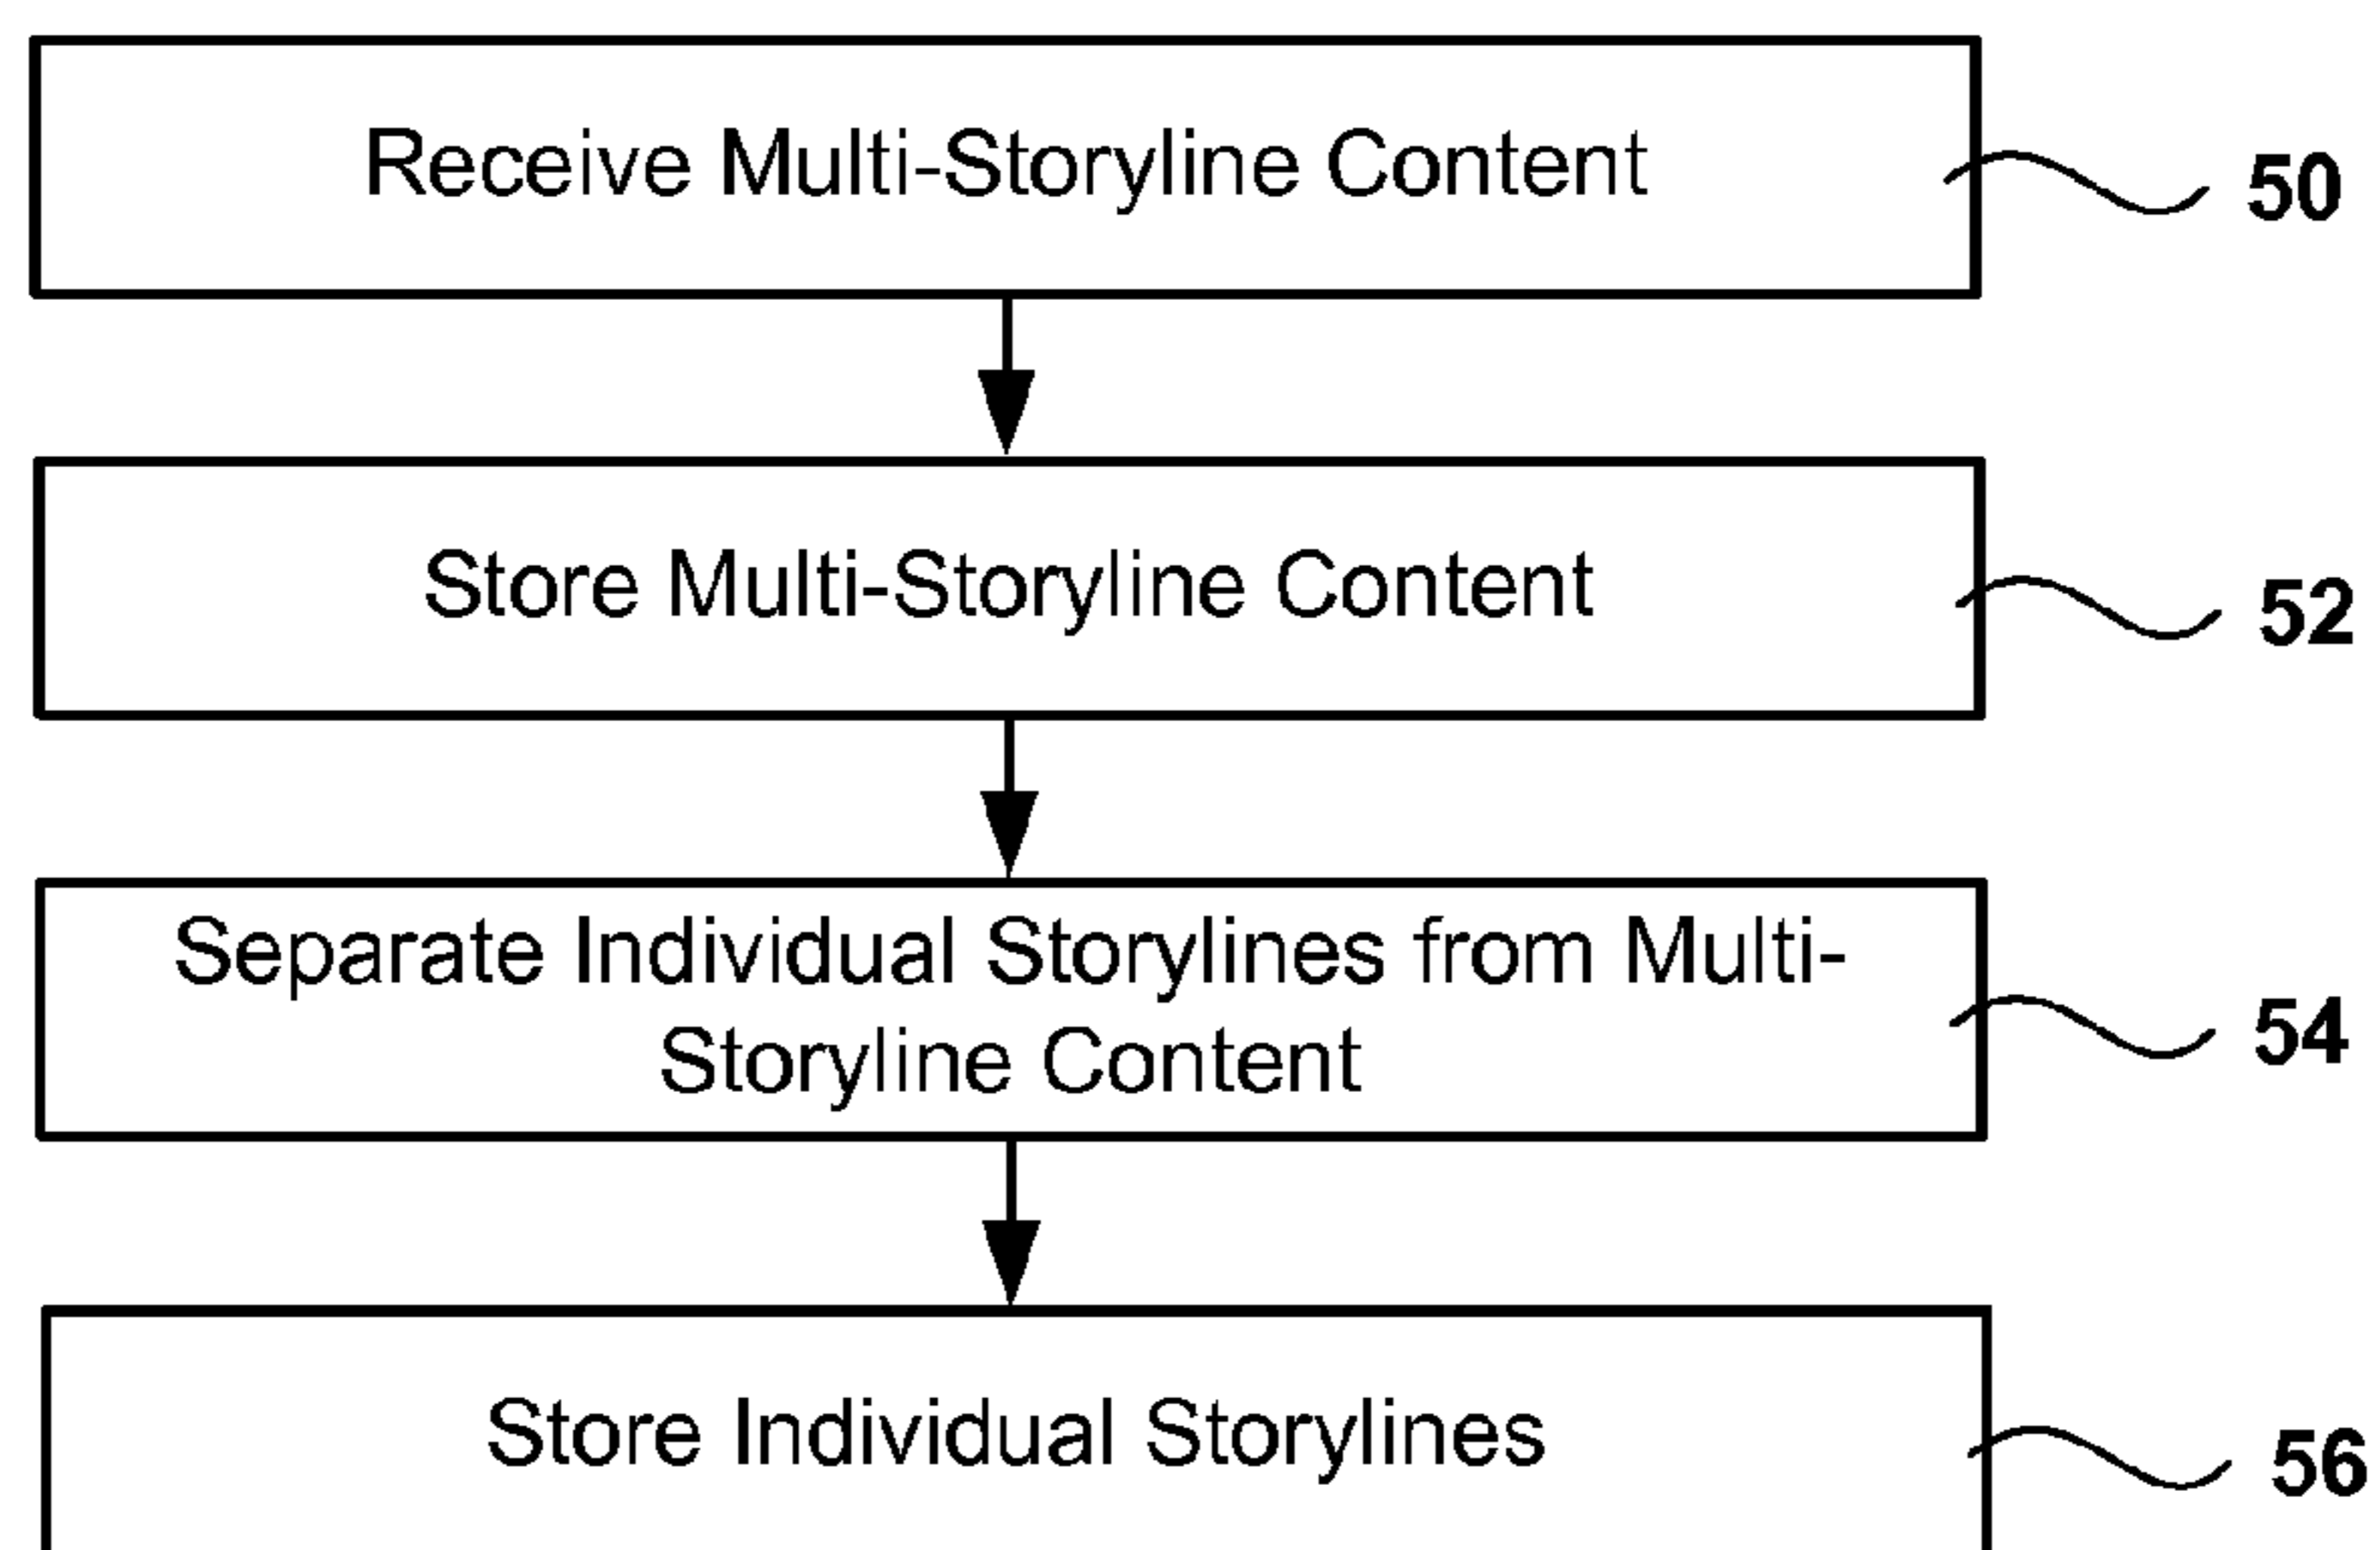 Receive Multi-Storyline Content
50
Store Multi-Storyline Content
52
Separate Individual Storylines from Multi-
Storyline Content
54
Store Individual Storylines
56